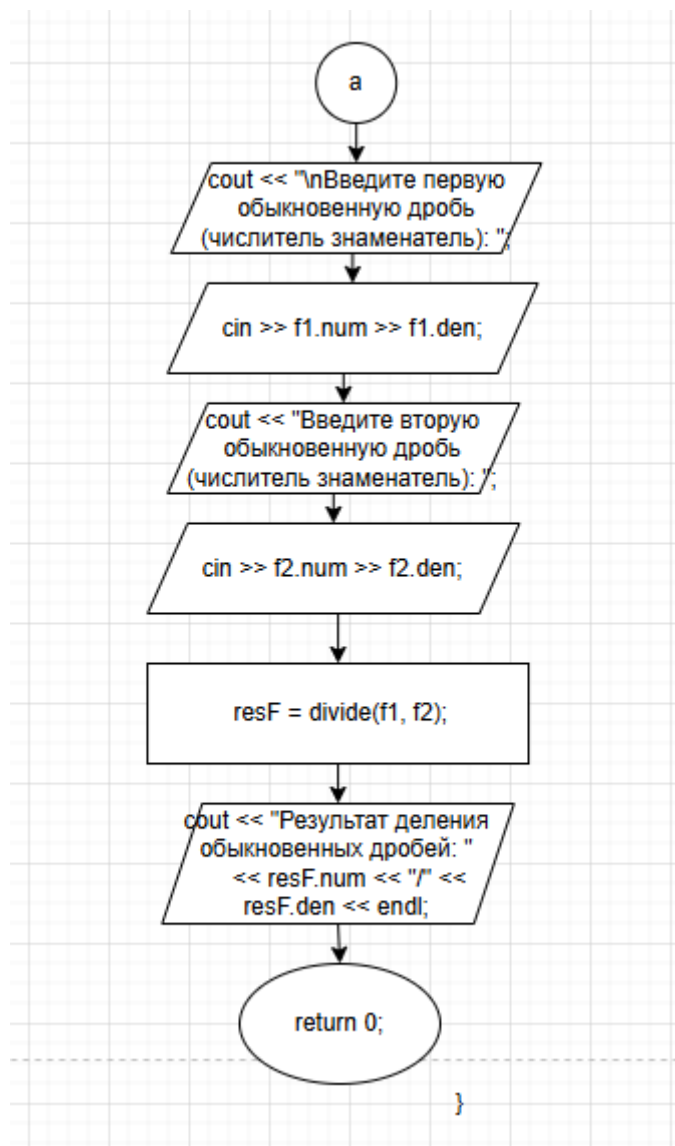 a
cout << "\nВведите первую
обыкновенную дробь
(числитель знаменатель): ";
cin >> f1.num >> f1.den;
cout << "Введите вторую
обыкновенную дробь
(числитель знаменатель): ";
cin >> f2.num >> f2.den;
resF = divide(f1, f2);
cout << "Результат деления
обыкновенных дробей: "
<< resF.num << "/" <<
resF.den << endl;
return 0;
}